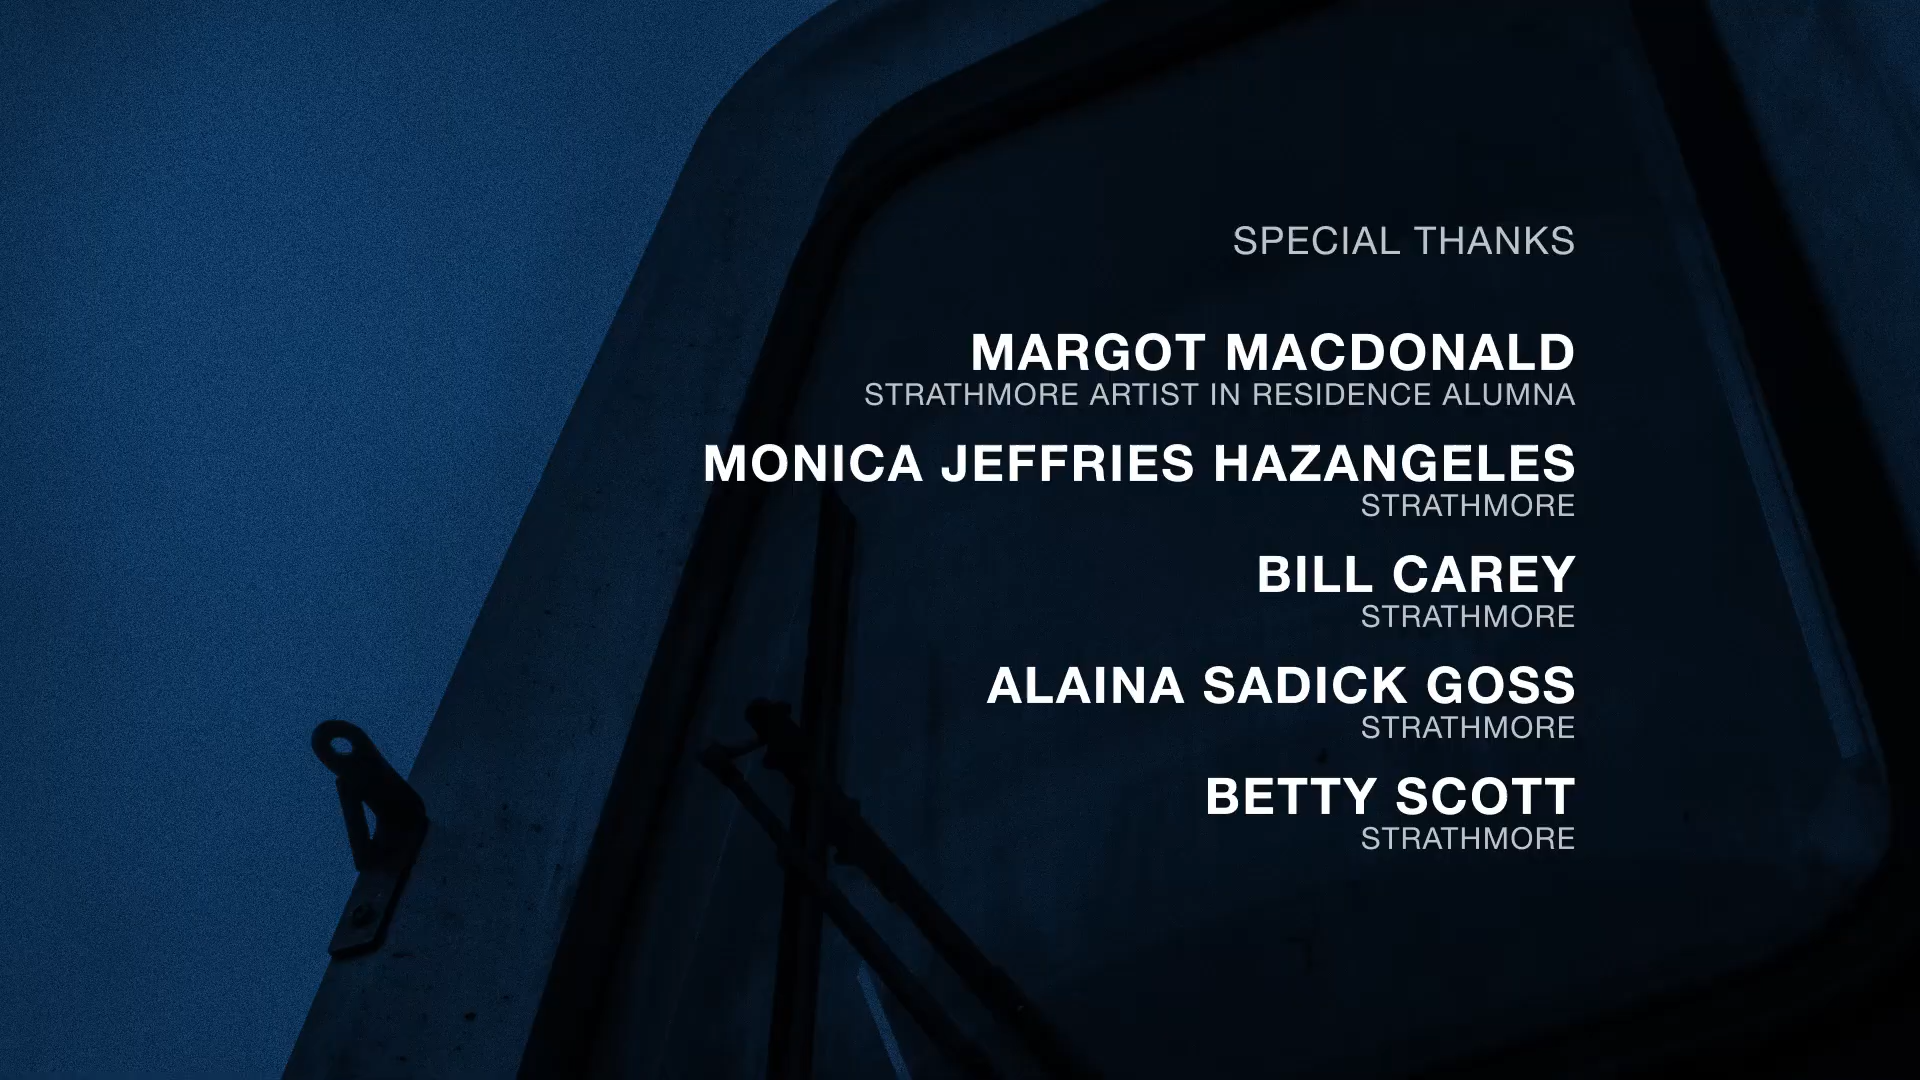 SPECIAL THANKS
MARGOT MACDONALD
STRATHMORE ARTIST IN RESIDENCE ALUMNA
MONICA JEFFRIES HAZANGELES
STRATHMORE
BILL CAREY
STRATHMORE
ALAINA SADICK GOSS
STRATHMORE
BETTY SCOTT
STRATHMORE